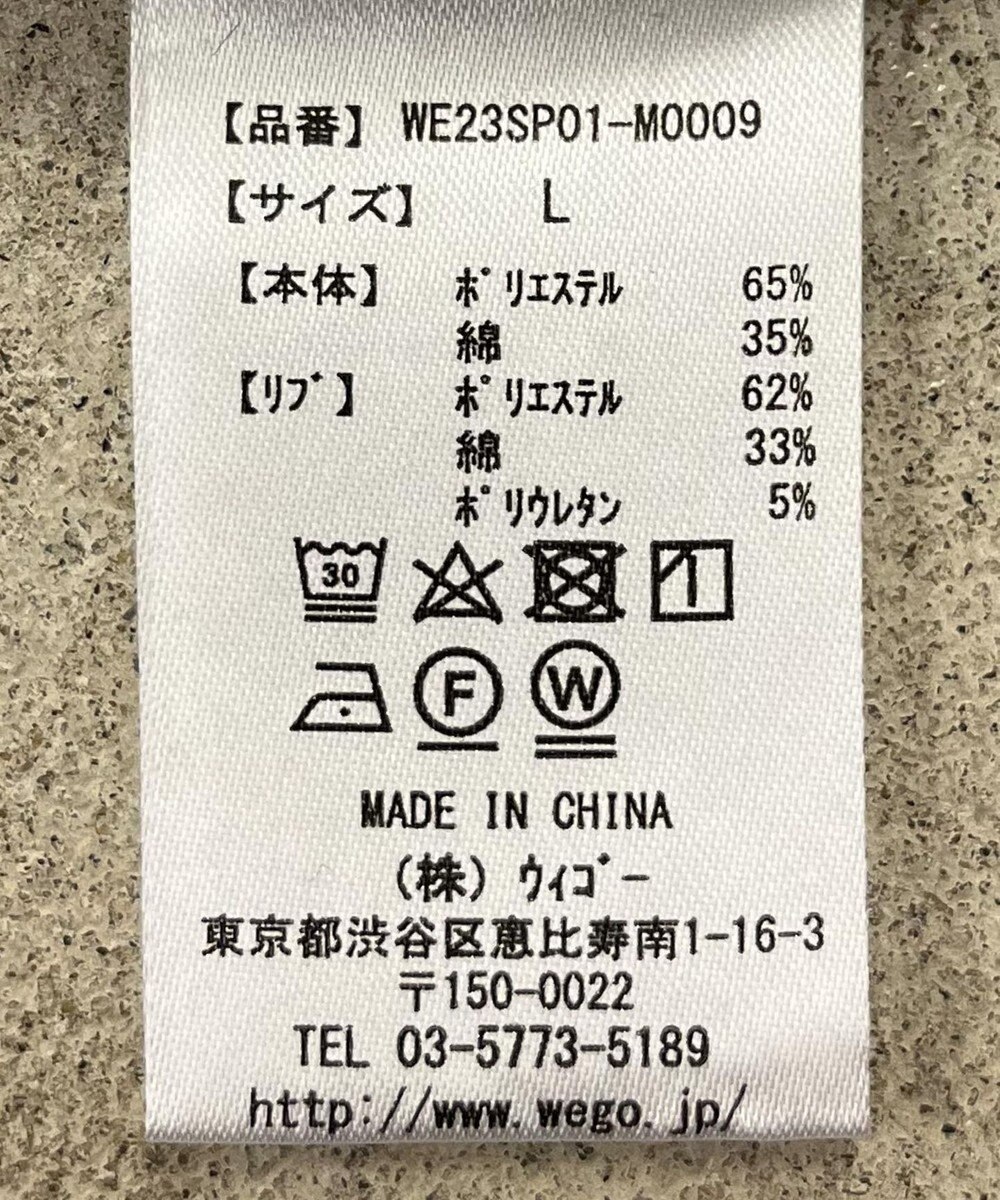 【品番】 WE23SP01-M0009
【サイズ】 L
【本体】 ﾎﾟﾘｴｽﾃﾙ 65%
綿 35%
【ﾘﾌﾞ】 ﾎﾟﾘｴｽﾃﾙ 62%
綿 33%
ﾎﾟﾘｳﾚﾀﾝ 5%
30
F W
MADE IN CHINA
(株) ｳｨｺﾞｰ
東京都渋谷区恵比寿南1-16-3
〒150-0022
TEL 03-5773-5189
http://www.wego.jp/